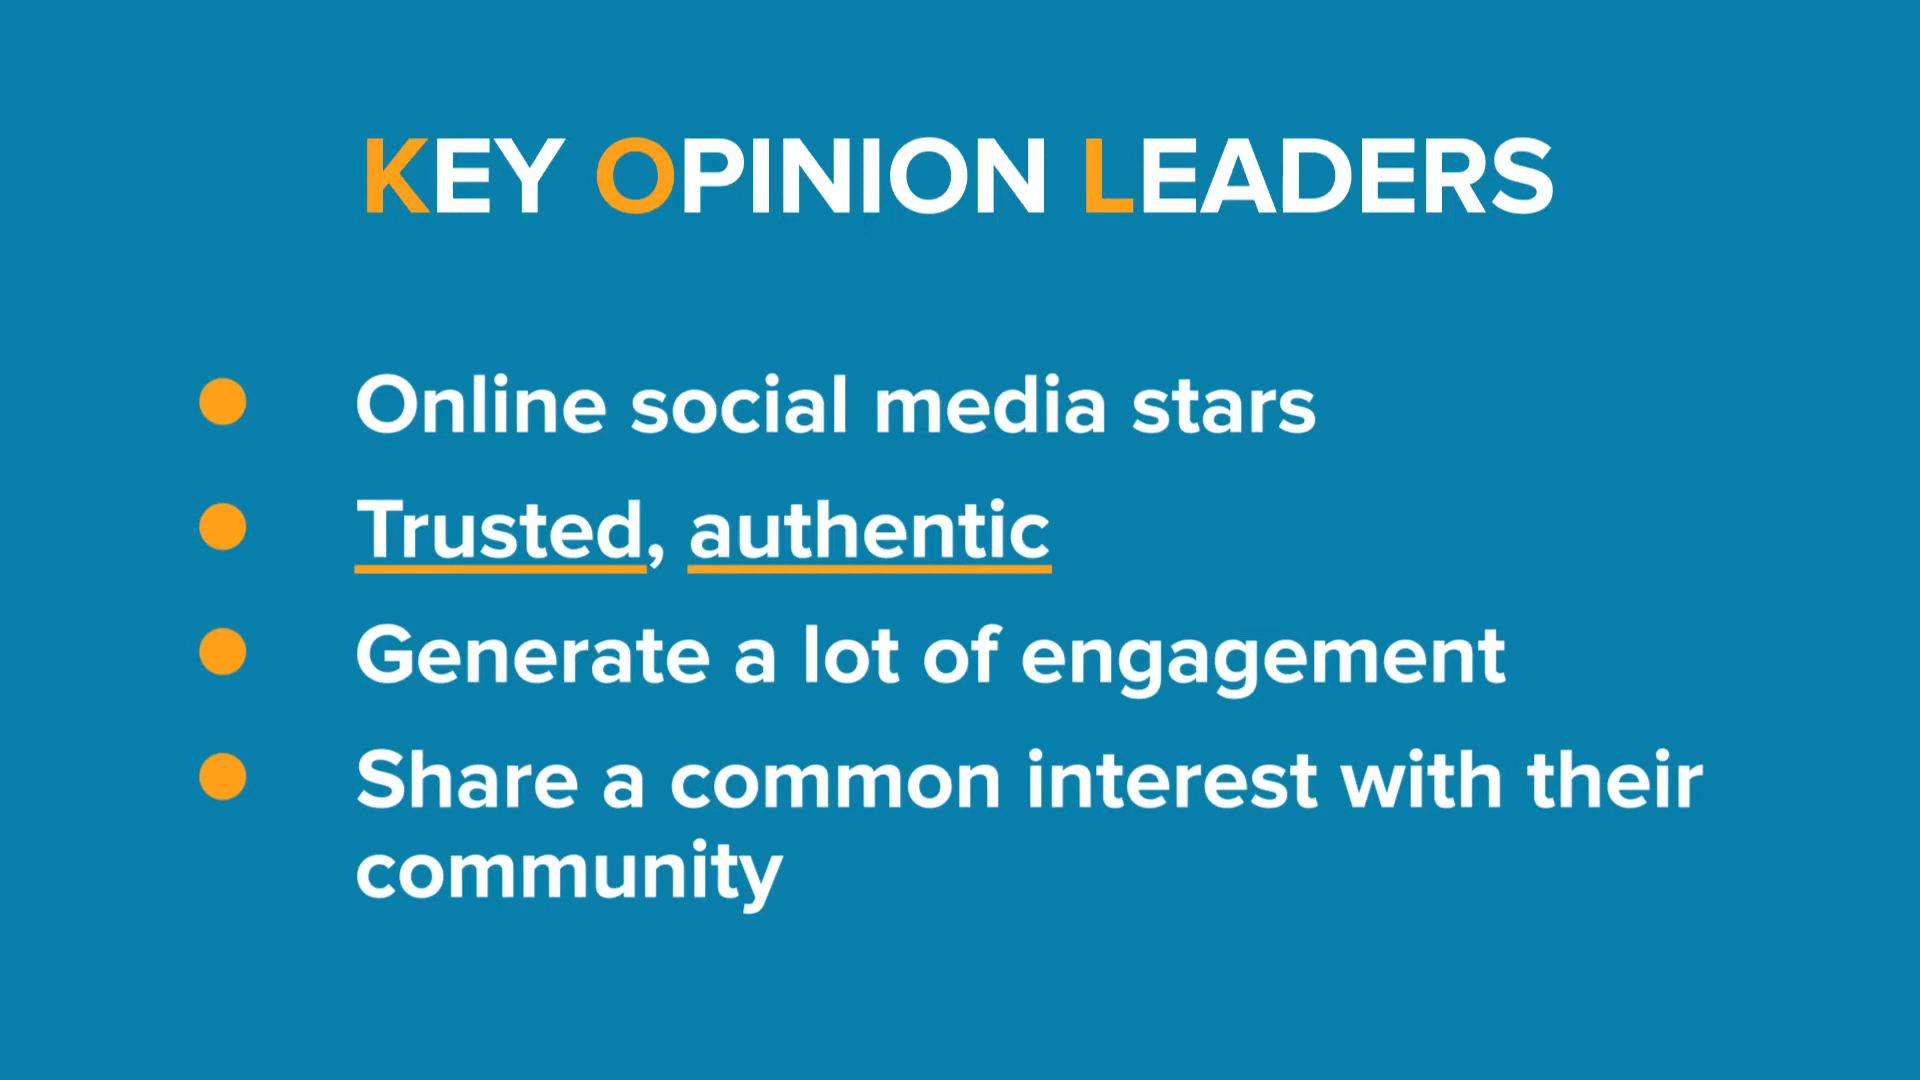 KEY OPINION LEADERS
Online social media stars
Trusted, authentic
Generate a lot of engagement
Share a common interest with their
community